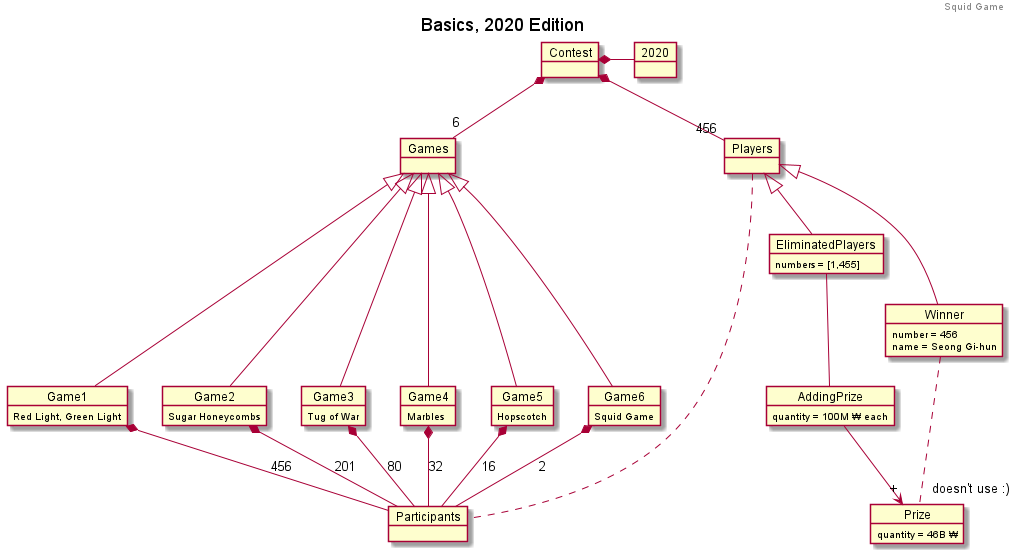 Squid Game
Basics, 2020 Edition
Contest
2020
6
456
Games
Players
EliminatedPlayers
numbers = [1,455]
Winner
number = 456
name = Seong Gi-hun
Game1
Red Light, Green Light
Game2
Sugar Honeycombs
Game3
Tug of War
Game4
Marbles
Game5
Hopscotch
Game6
Squid Game
AddingPrize
quantity = 100M ₩ each
456
201
80
32
16
2
+
doesn't use :)
Participants
Prize
quantity = 46B ₩